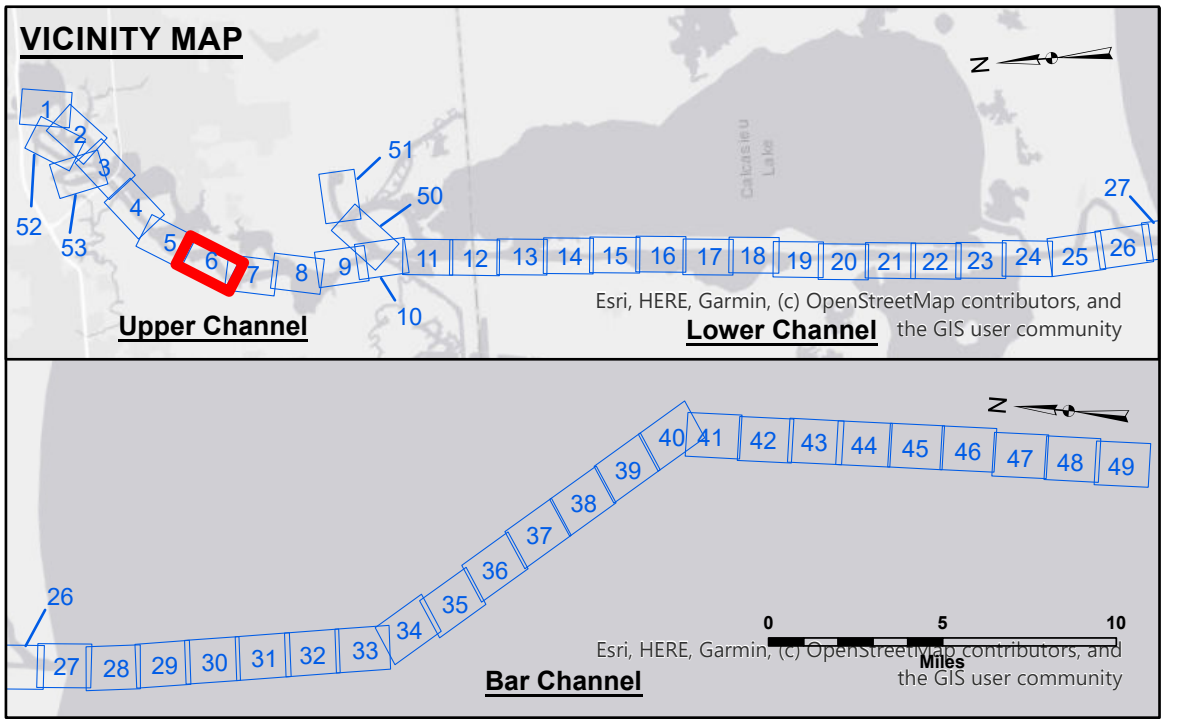 VICINITY MAP
N
1
2
3
52
53
4
5
6
7
8
9
51
50
10
11 12 13 14 15 16 17 18 19 20 21 22 23 24 25 26
27
Calcasieu
Lake
Upper Channel
Lower Channel
Esri, HERE, Garmin, (c) OpenStreetMap contributors, and
the GIS user community
N
26
27 28 29 30 31 32 33 34 35 36 37 38 39 40 41 42 43 44 45 46 47 48 49
Bar Channel
0 5 10
Miles
Esri, HERE, Garmin, (c) OpenStreetMap contributors, and
the GIS user community